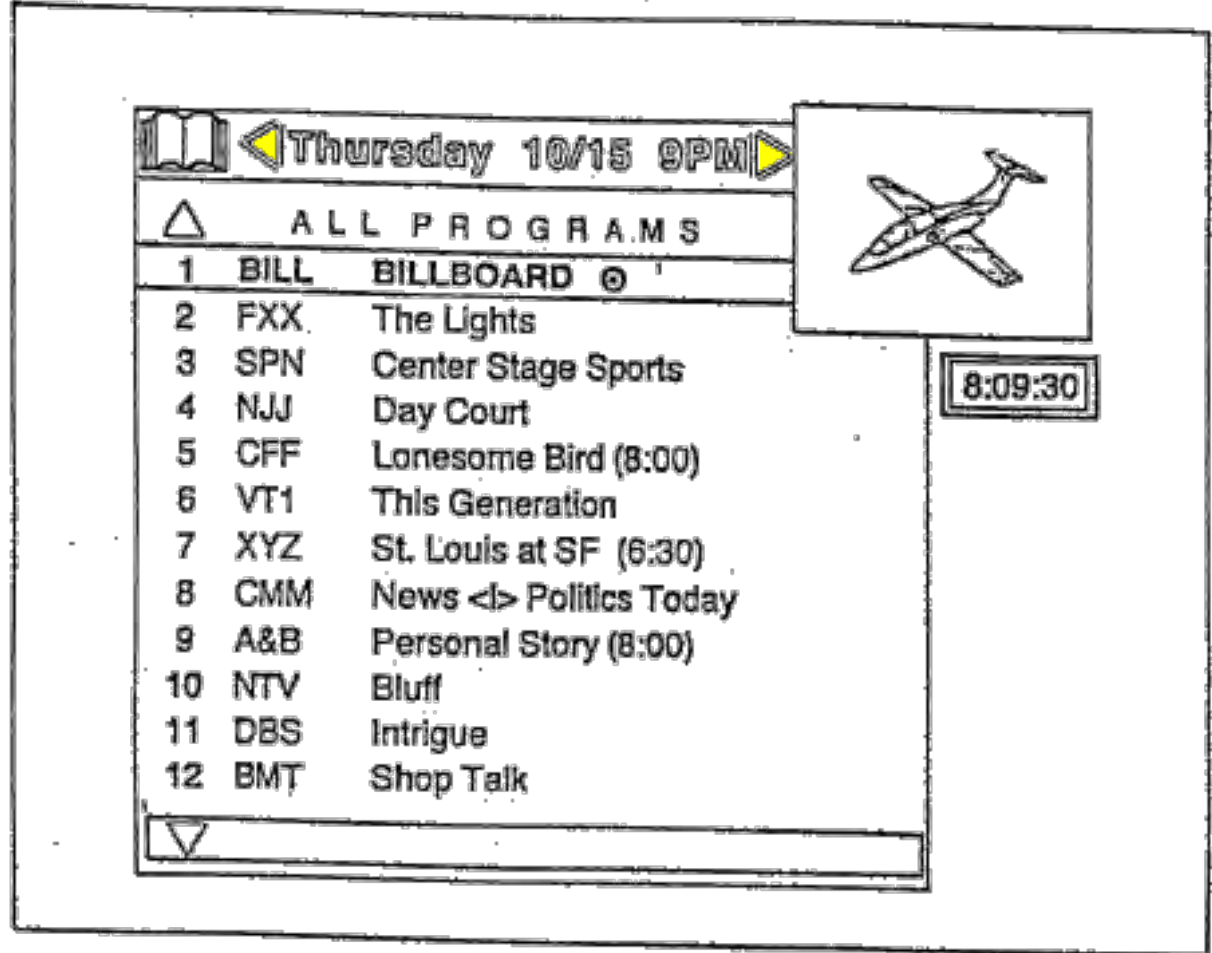 Thursday 10/15 9PM
ALL PROGRAMS
1 BILL BILLBOARD
2 FXX The Lights
3 SPN Center Stage Sports
8:09:30
4 NJJ Day Court
5 CFF Lonesome Bird (8:00)
6 VT1 This Generation
7 XYZ St. Louis at SF (6:30)
8 CMM News <|> Politics Today
9 A&B Personal Story (8:00)
10 NTV Bluff
11 DBS Intrigue
12 BMT Shop Talk